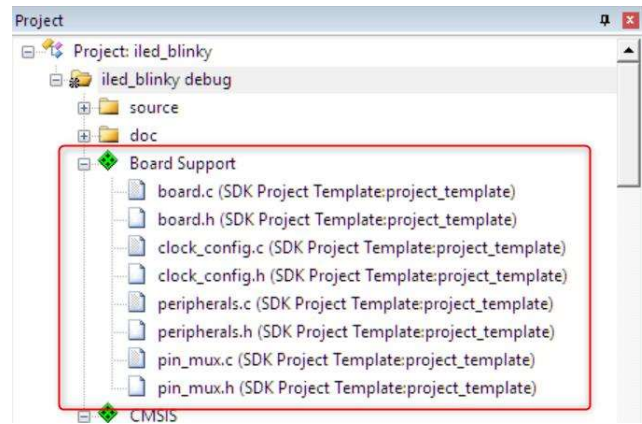 Project
Project: iled_blinky
iled_blinky debug
source
doc
Board Support
board.c (SDK Project Template:project_template)
board.h (SDK Project Template:project_template)
clock_config.c (SDK Project Template:project_template)
clock_config.h (SDK Project Template:project_template)
peripherals.c (SDK Project Template:project_template)
peripherals.h (SDK Project Template:project_template)
pin_mux.c (SDK Project Template:project_template)
pin_mux.h (SDK Project Template:project_template)
CMSIS